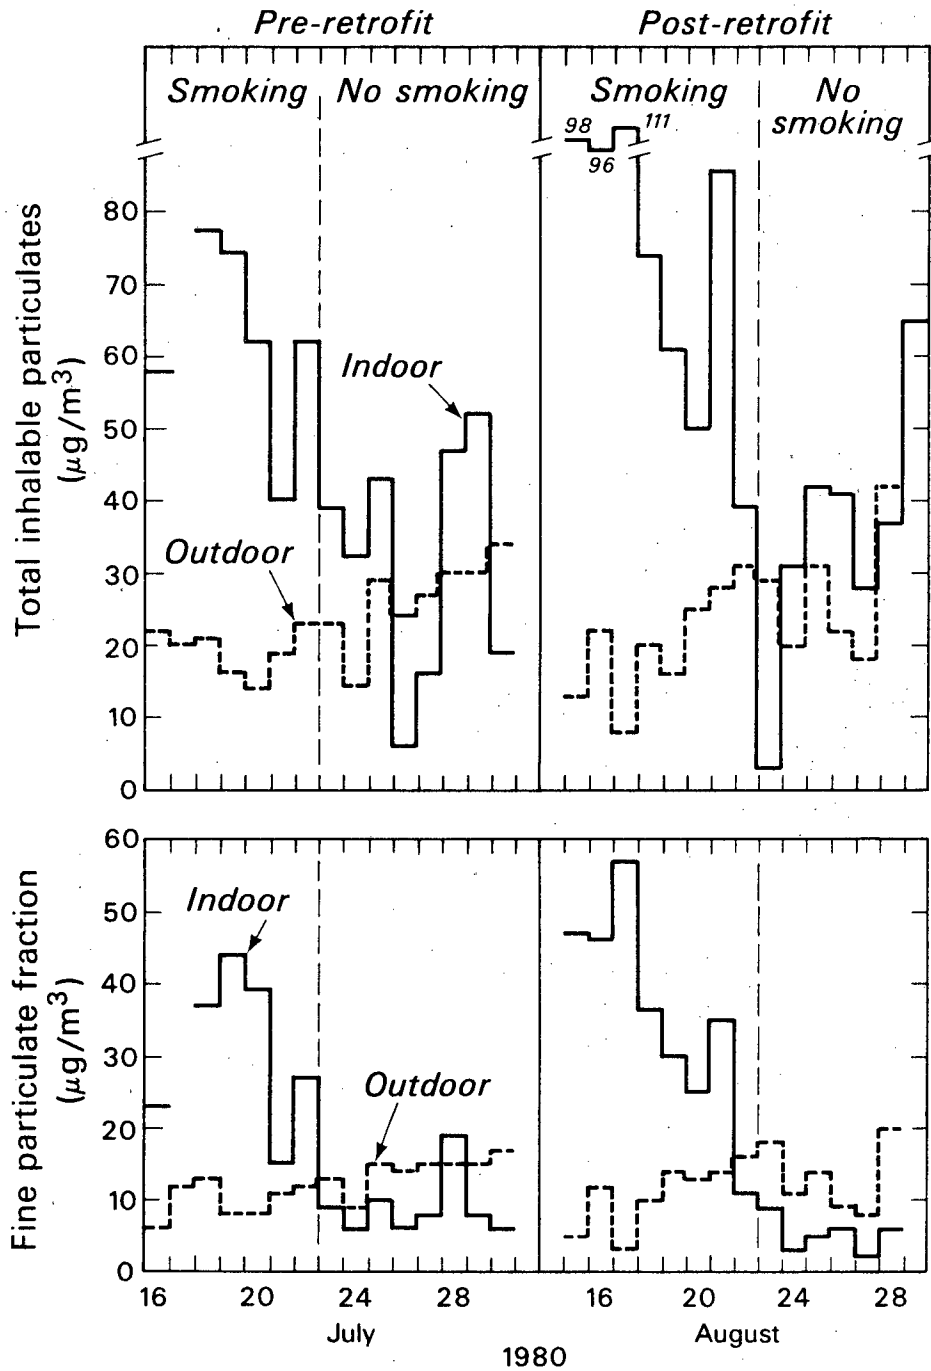 Pre-retrofit Post-retrofit
Smoking No smoking Smoking No
smoking
98 111
96
80
70
60
50
40
30
20
10
0
Total inhalable particulates
(μg/m³)
Indoor
Outdoor
60
50
40
30
20
10
0
Fine particulate fraction
(μg/m³)
Indoor
Outdoor
16 20 24 28 16 20 24 28
July August
1980